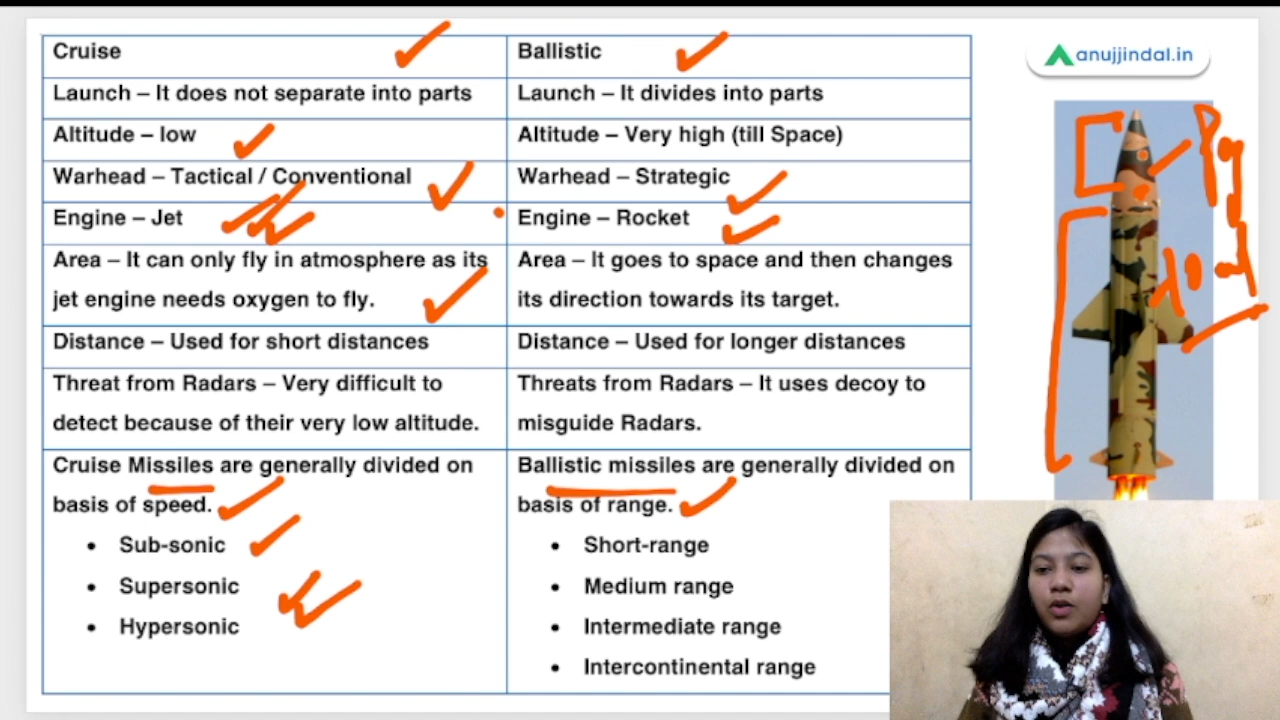 Cruise
Ballistic
anujjindal.in
Launch – It does not separate into parts
Launch – It divides into parts
Altitude – low
Altitude – Very high (till Space)
Warhead – Tactical / Conventional
Warhead – Strategic
Engine – Jet
Engine – Rocket
Area – It can only fly in atmosphere as its
jet engine needs oxygen to fly.
Area – It goes to space and then changes
its direction towards its target.
Distance – Used for short distances
Distance – Used for longer distances
Threat from Radars – Very difficult to
detect because of their very low altitude.
Threats from Radars – It uses decoy to
misguide Radars.
Cruise Missiles are generally divided on
basis of speed.
• Sub-sonic
• Supersonic
• Hypersonic
Ballistic missiles are generally divided on
basis of range.
• Short-range
• Medium range
• Intermediate range
• Intercontinental range